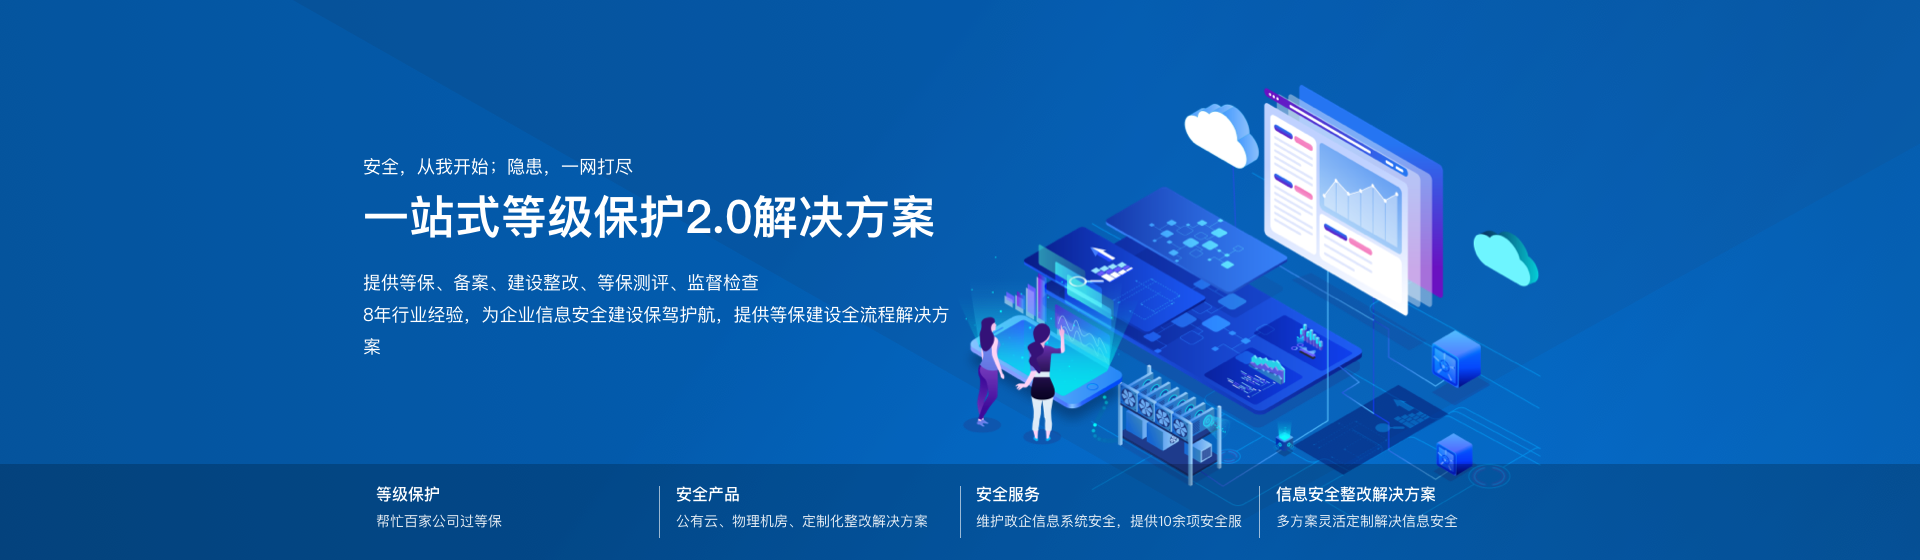 安全，从我开始；隐患，一网打尽
一站式等级保护2.0解决方案
提供等保、备案、建设整改、等保测评、监督检查
8年行业经验，为企业信息安全建设保驾护航，提供等保建设全流程解决方
案
等级保护
帮忙百家公司过等保
安全产品
公有云、物理机房、定制化整改解决方案
安全服务
维护政企信息系统安全，提供10余项安全服
信息安全整改解决方案
多方案灵活定制解决信息安全